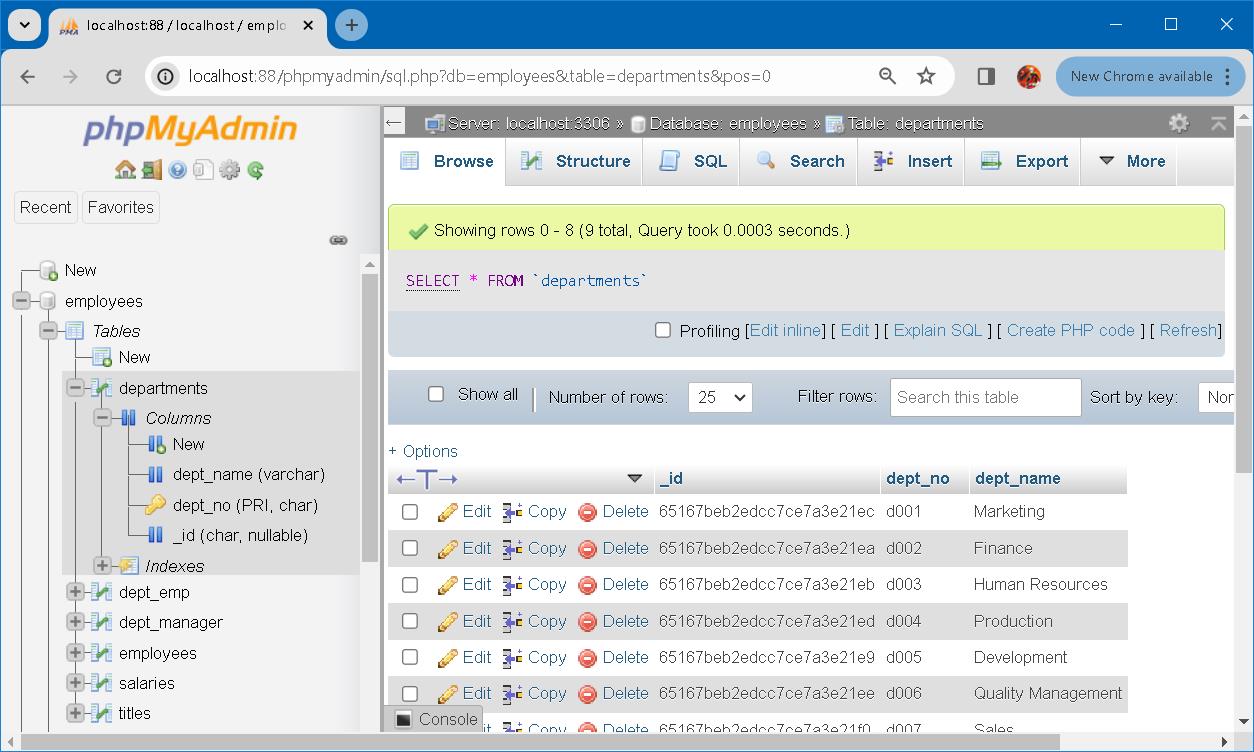 localhost:88 / localhost / emplo
localhost:88/phpmyadmin/sql.php?db=employees&table=departments&pos=0
New Chrome available
phpMyAdmin
Recent
Favorites
New
employees
Tables
New
departments
Columns
New
dept_name (varchar)
dept_no (PRI, char)
_id (char, nullable)
Indexes
dept_emp
dept_manager
employees
salaries
titles
Server: localhost:3306 » Database: employees » Table: departments
Browse Structure SQL Search Insert Export More
Showing rows 0 - 8 (9 total, Query took 0.0003 seconds.)
SELECT * FROM `departments`
Profiling [Edit inline] [ Edit ] [ Explain SQL ] [ Create PHP code ] [ Refresh]
Show all Number of rows: 25 Filter rows: Search this table Sort by key: Nor
+ Options
_id dept_no dept_name
Edit Copy Delete 65167beb2edcc7ce7a3e21ec d001 Marketing
Edit Copy Delete 65167beb2edcc7ce7a3e21ea d002 Finance
Edit Copy Delete 65167beb2edcc7ce7a3e21eb d003 Human Resources
Edit Copy Delete 65167beb2edcc7ce7a3e21ed d004 Production
Edit Copy Delete 65167beb2edcc7ce7a3e21e9 d005 Development
Edit Copy Delete 65167beb2edcc7ce7a3e21ee d006 Quality Management
Copy Delete 65167beb2edcc7ce7a3e21f0 d007 Sales
Console